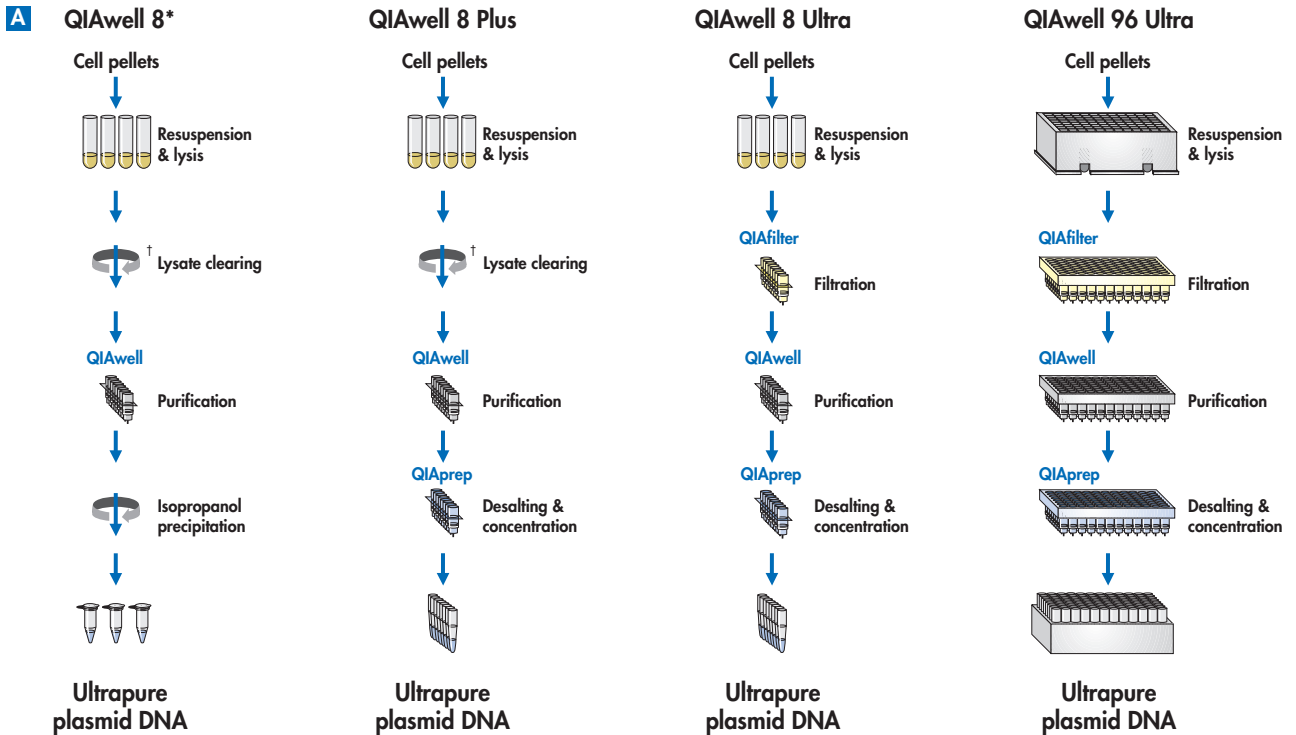 A
QIAwell 8*
Cell pellets
Resuspension
& lysis
†
Lysate clearing
QIAwell
Purification
Isopropanol
precipitation
Ultrapure
plasmid DNA
QIAwell 8 Plus
Cell pellets
Resuspension
& lysis
†
Lysate clearing
QIAwell
Purification
QIAprep
Desalting &
concentration
Ultrapure
plasmid DNA
QIAwell 8 Ultra
Cell pellets
Resuspension
& lysis
QIAfilter
Filtration
QIAwell
Purification
QIAprep
Desalting &
concentration
Ultrapure
plasmid DNA
QIAwell 96 Ultra
Cell pellets
Resuspension
& lysis
QIAfilter
Filtration
QIAwell
Purification
QIAprep
Desalting &
concentration
Ultrapure
plasmid DNA